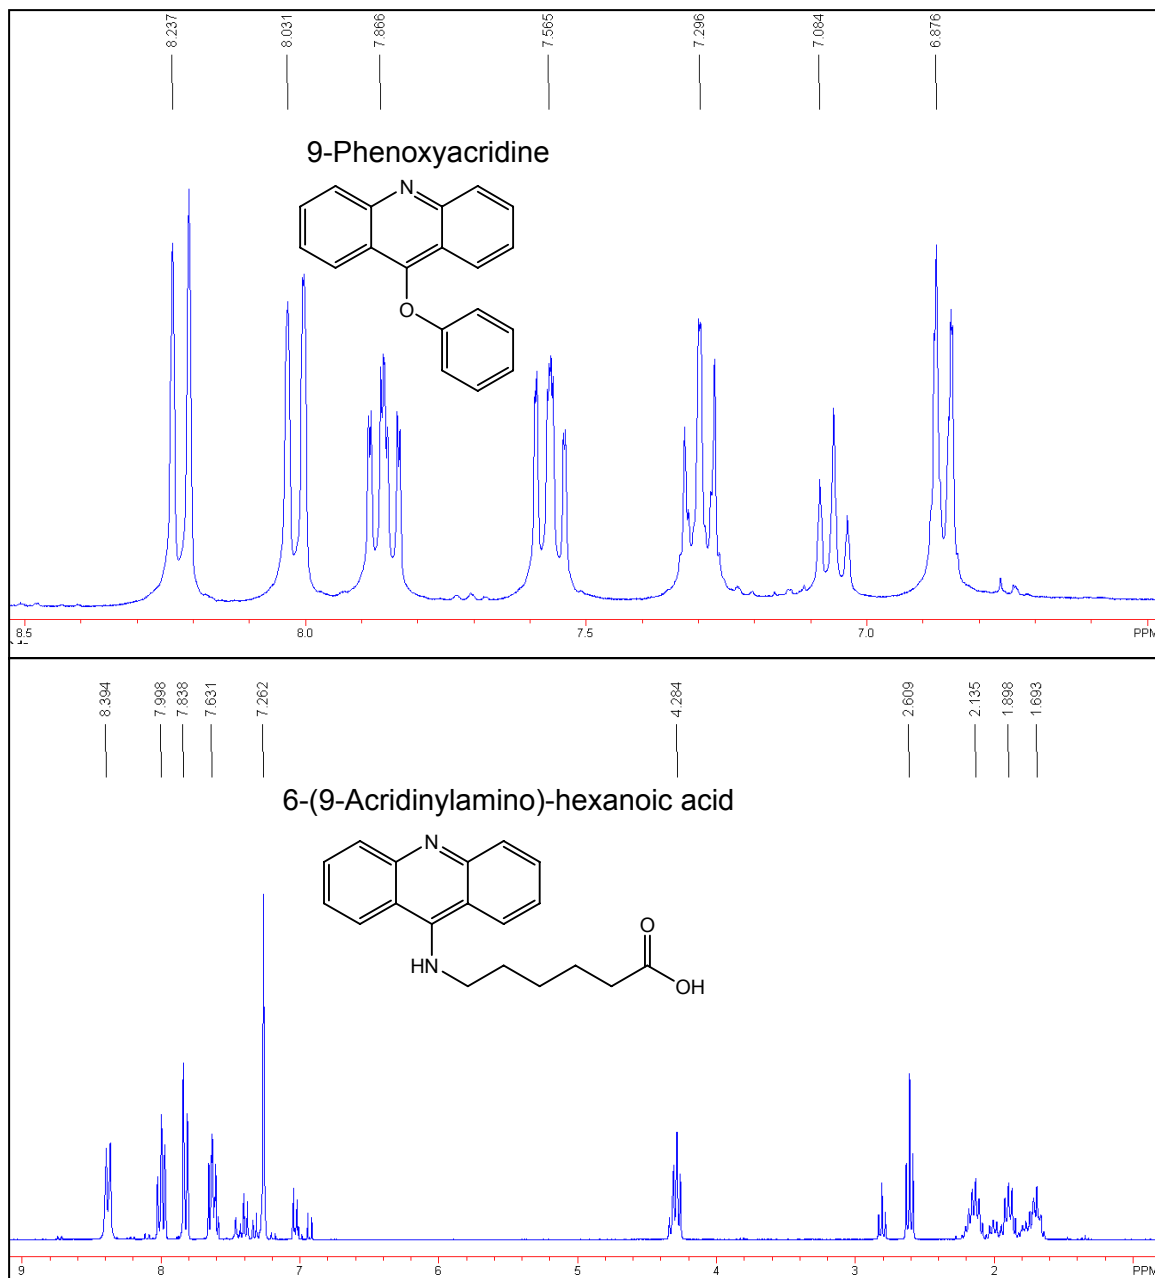 8.237 8.031 7.866 7.565 7.296 7.084 6.876
9-Phenoxyacridine
N
O
8.5 8.0 7.5 7.0 PPM
8.394 7.998 7.838 7.631 7.262 4.284 2.609 2.135 1.898 1.693
6-(9-Acridinylamino)-hexanoic acid
N
O
HN
OH
9 8 7 6 5 4 3 2 PPM